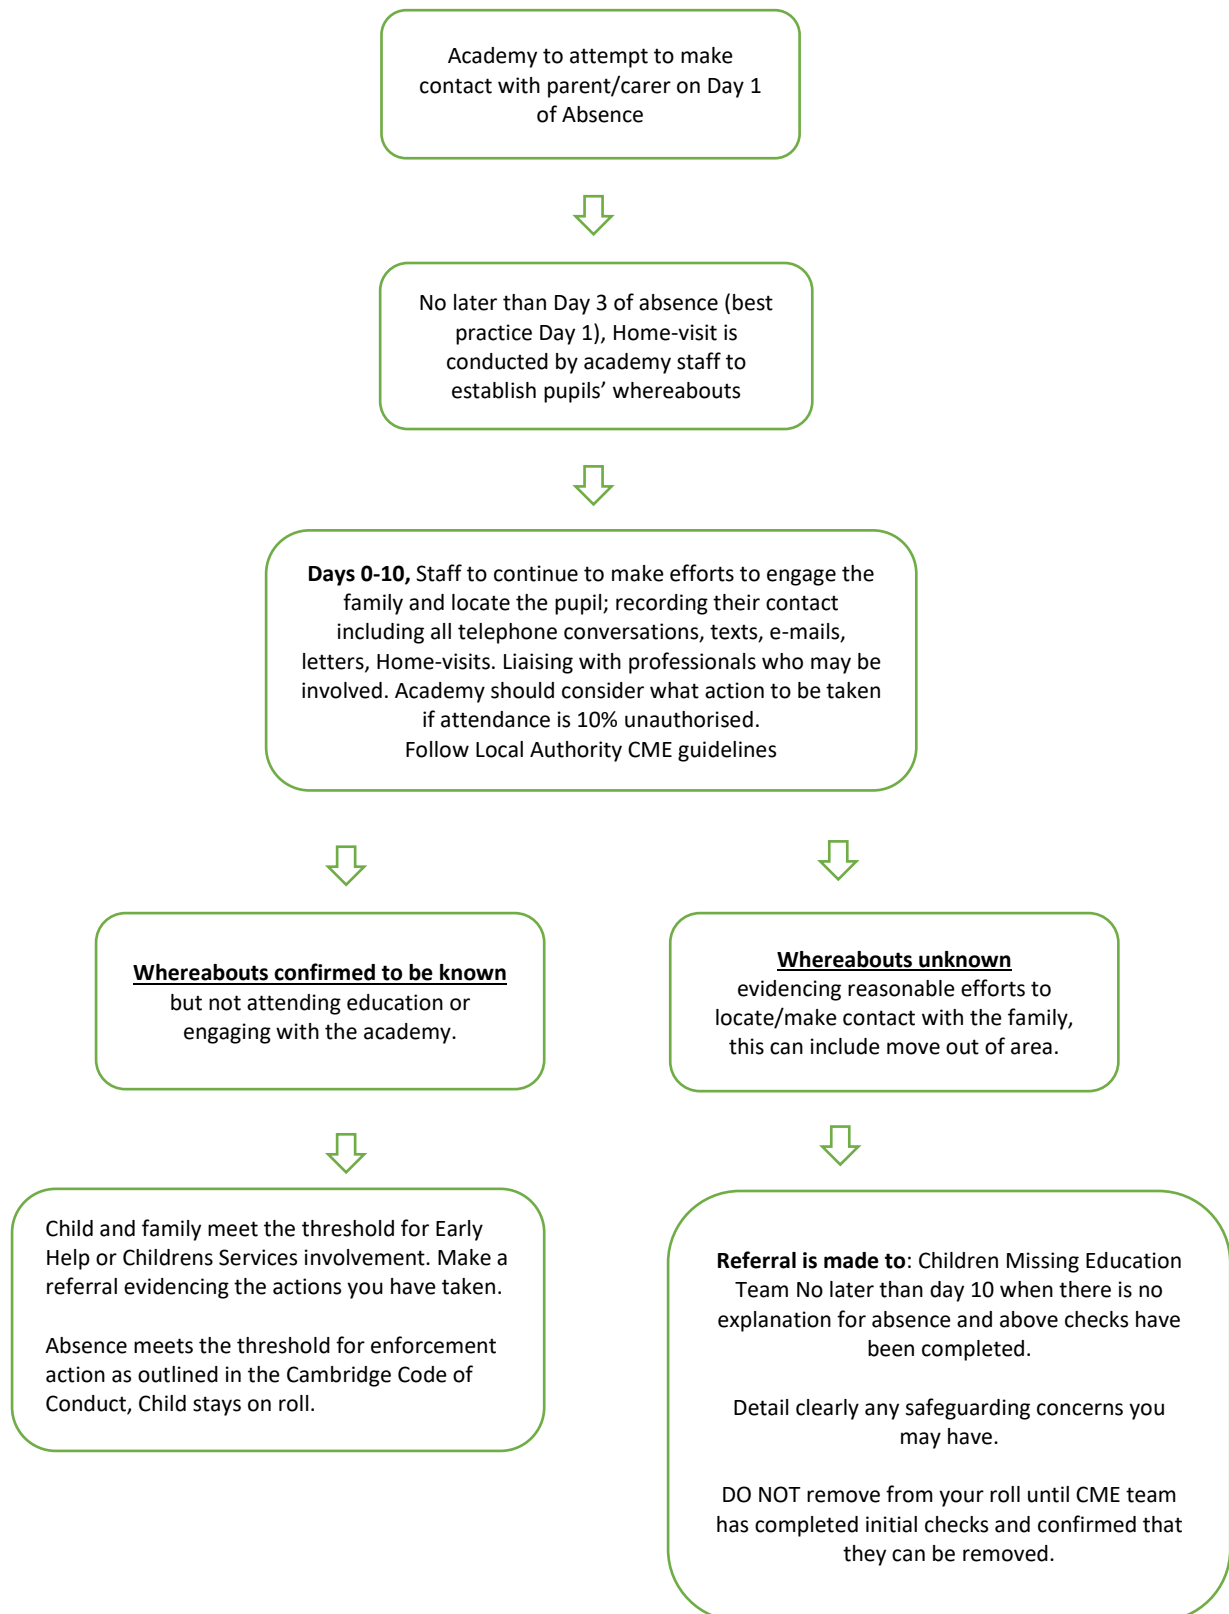 Academy to attempt to make
contact with parent/carer on Day 1
of Absence
No later than Day 3 of absence (best
practice Day 1), Home-visit is
conducted by academy staff to
establish pupils’ whereabouts
Days 0-10, Staff to continue to make efforts to engage the
family and locate the pupil; recording their contact
including all telephone conversations, texts, e-mails,
letters, Home-visits. Liaising with professionals who may be
involved. Academy should consider what action to be taken
if attendance is 10% unauthorised.
Follow Local Authority CME guidelines
Whereabouts confirmed to be known
but not attending education or
engaging with the academy.
Whereabouts unknown
evidencing reasonable efforts to
locate/make contact with the family,
this can include move out of area.
Child and family meet the threshold for Early
Help or Childrens Services involvement. Make a
referral evidencing the actions you have taken.
Absence meets the threshold for enforcement
action as outlined in the Cambridge Code of
Conduct, Child stays on roll.
Referral is made to: Children Missing Education
Team No later than day 10 when there is no
explanation for absence and above checks have
been completed.
Detail clearly any safeguarding concerns you
may have.
DO NOT remove from your roll until CME team
has completed initial checks and confirmed that
they can be removed.